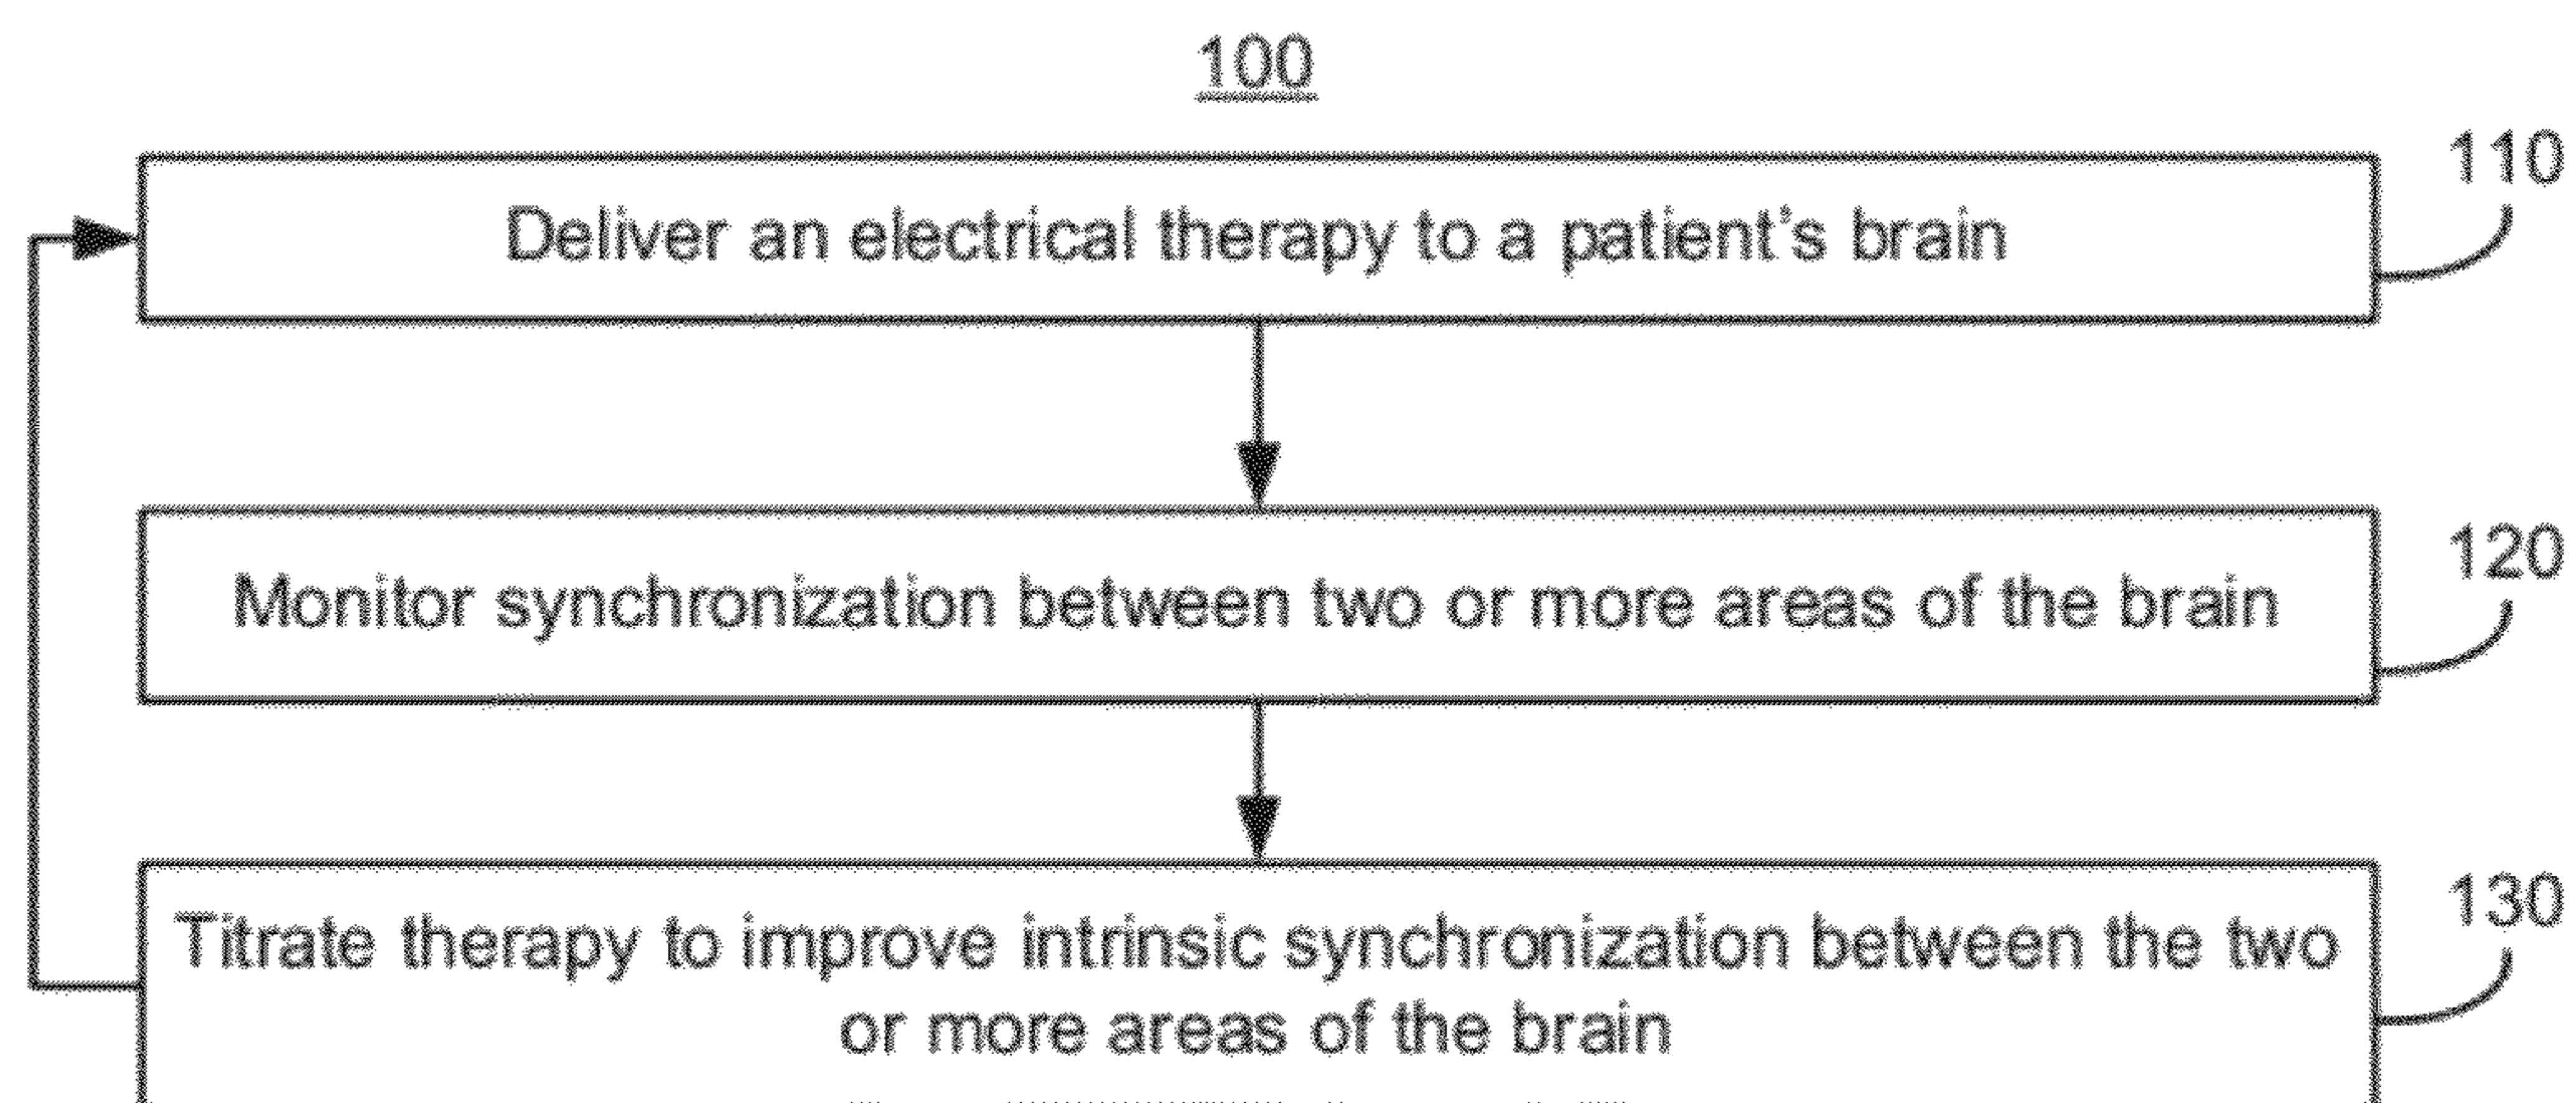 100
110
Deliver an electrical therapy to a patient's brain
120
Monitor synchronization between two or more areas of the brain
130
Titrate therapy to improve intrinsic synchronization between the two
or more areas of the brain